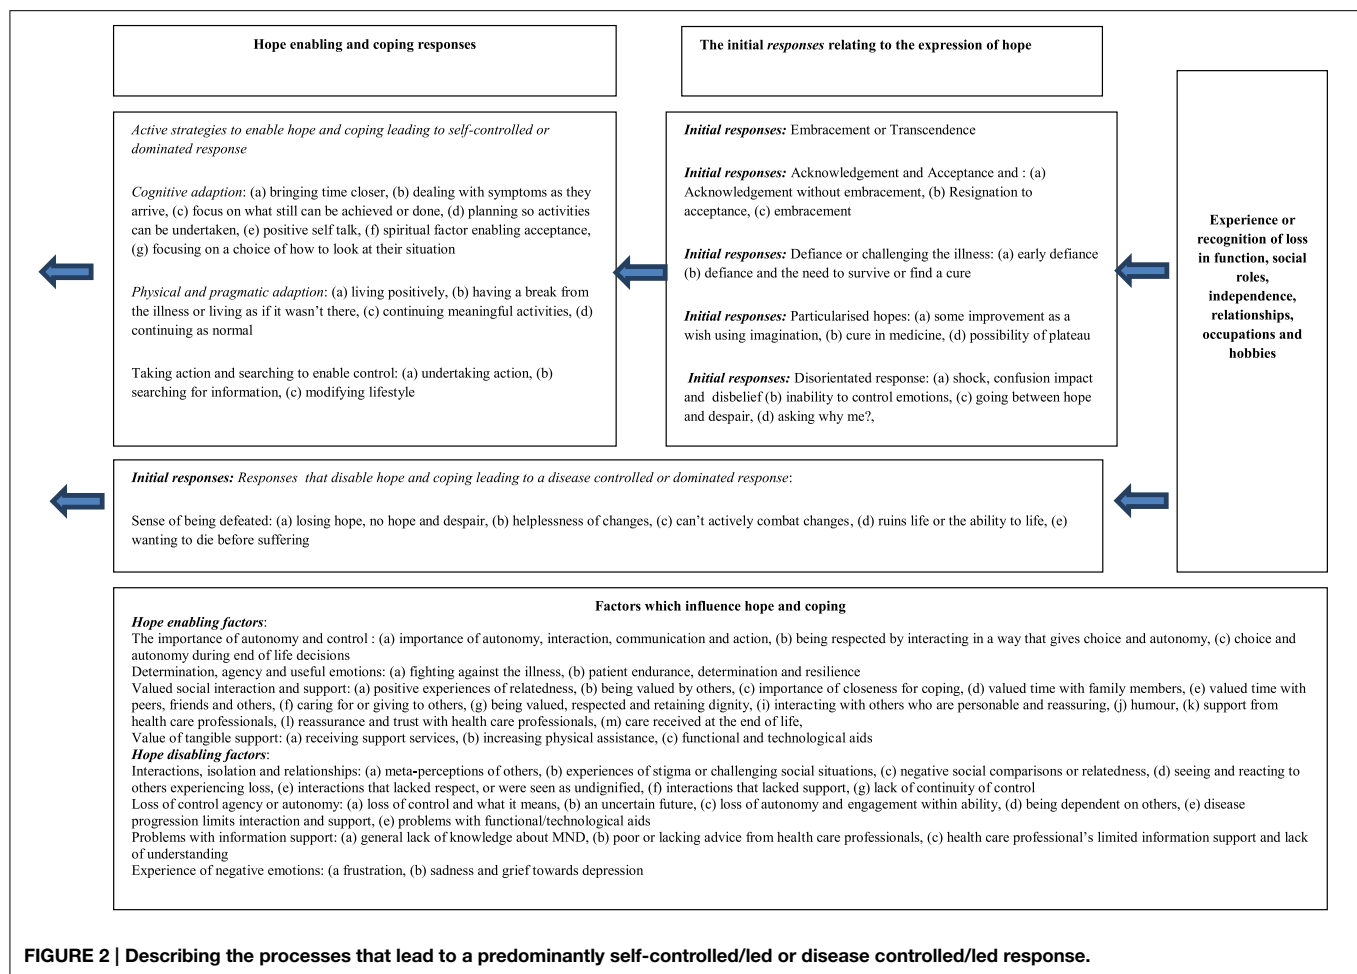 Hope enabling and coping responses
The initial responses relating to the expression of hope
Active strategies to enable hope and coping leading to self-controlled or
dominated response
Cognitive adaption: (a) bringing time closer, (b) dealing with symptoms as they
arrive, (c) focus on what still can be achieved or done, (d) planning so activities
can be undertaken, (e) positive self talk, (f) spiritual factor enabling acceptance,
(g) focusing on a choice of how to look at their situation
Physical and pragmatic adaption: (a) living positively, (b) having a break from
the illness or living as if it wasn't there, (c) continuing meaningful activities, (d)
continuing as normal
Taking action and searching to enable control: (a) undertaking action, (b)
searching for information, (c) modifying lifestyle
Initial responses: Embracement or Transcendence
Initial responses: Acknowledgement and Acceptance and : (a)
Acknowledgement without embracement, (b) Resignation to
acceptance, (c) embracement
Initial responses: Defiance or challenging the illness: (a) early defiance
(b) defiance and the need to survive or find a cure
Initial responses: Particularised hopes: (a) some improvement as a
wish using imagination, (b) cure in medicine, (d) possibility of plateau
Initial responses: Disorientated response: (a) shock, confusion impact
and disbelief (b) inability to control emotions, (c) going between hope
and despair, (d) asking why me?,
Experience or
recognition of loss
in function, social
roles,
independence,
relationships,
occupations and
hobbies
Initial responses: Responses that disable hope and coping leading to a disease controlled or dominated response:
Sense of being defeated: (a) losing hope, no hope and despair, (b) helplessness of changes, (c) can't actively combat changes, (d) ruins life or the ability to life, (e)
wanting to die before suffering
Factors which influence hope and coping
Hope enabling factors:
The importance of autonomy and control : (a) importance of autonomy, interaction, communication and action, (b) being respected by interacting in a way that gives choice and autonomy, (c) choice and
autonomy during end of life decisions
Determination, agency and useful emotions: (a) fighting against the illness, (b) patient endurance, determination and resilience
Valued social interaction and support: (a) positive experiences of relatedness, (b) being valued by others, (c) importance of closeness for coping, (d) valued time with family members, (e) valued time with
peers, friends and others, (f) caring for or giving to others, (g) being valued, respected and retaining dignity, (i) interacting with others who are personable and reassuring, (j) humour, (k) support from
health care professionals, (l) reassurance and trust with health care professionals, (m) care received at the end of life,
Value of tangible support: (a) receiving support services, (b) increasing physical assistance, (c) functional and technological aids
Hope disabling factors:
Interactions, isolation and relationships: (a) meta-perceptions of others, (b) experiences of stigma or challenging social situations, (c) negative social comparisons or relatedness, (d) seeing and reacting to
others experiencing loss, (e) interactions that lacked respect, or were seen as undignified, (f) interactions that lacked support, (g) lack of continuity of control
Loss of control agency or autonomy: (a) loss of control and what it means, (b) an uncertain future, (c) loss of autonomy and engagement within ability, (d) being dependent on others, (e) disease
progression limits interaction and support, (e) problems with functional/technological aids
Problems with information support: (a) general lack of knowledge about MND, (b) poor or lacking advice from health care professionals, (c) health care professional's limited information support and lack
of understanding
Experience of negative emotions: (a frustration, (b) sadness and grief towards depression
FIGURE 2 | Describing the processes that lead to a predominantly self-controlled/led or disease controlled/led response.